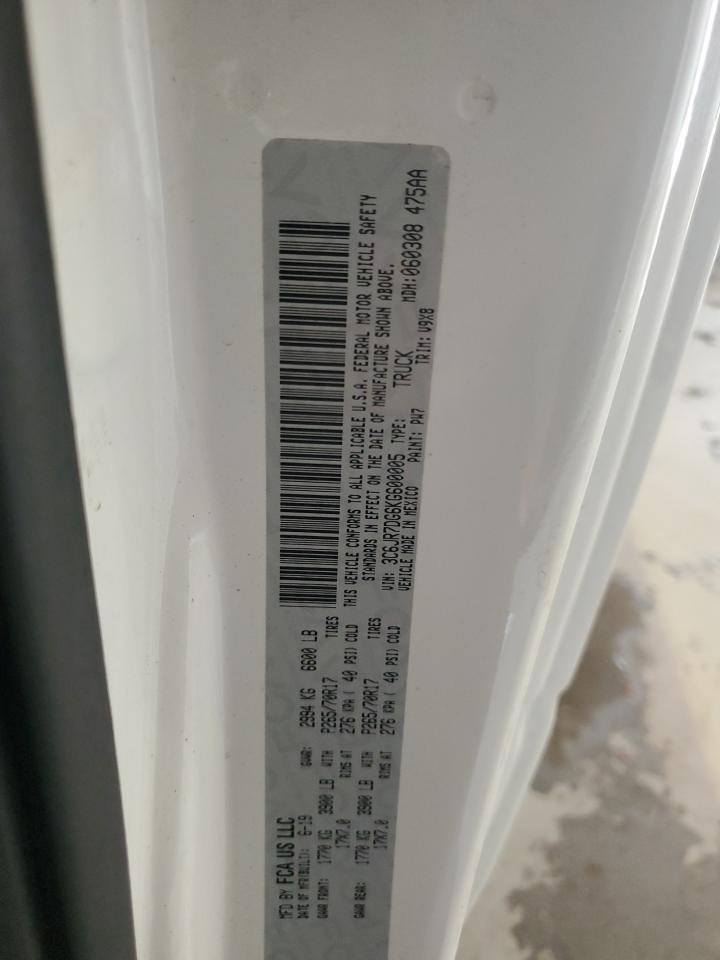 MFD BY FCA US LLC
DATE OF MFR(BUILT): 6-19 GVWR: 2994 KG 6600 LB
GAWR FRONT: 1770 KG 3900 LB WITH P265/70R17 TIRES
17X7.0 RIMS AT 276 KPA ( 40 PSI) COLD
GAWR REAR: 1770 KG 3900 LB WITH P265/70R17 TIRES
17X7.0 RIMS AT 276 KPA ( 40 PSI) COLD
THIS VEHICLE CONFORMS TO ALL APPLICABLE U.S.A. FEDERAL MOTOR VEHICLE SAFETY
STANDARDS IN EFFECT ON THE DATE OF MANUFACTURE SHOWN ABOVE.
VIN: 3C6JR7DG6KG600005 TYPE: TRUCK MDH:060308 475AA
VEHICLE MADE IN MEXICO PAINT: PW7 TRIM: V9X8